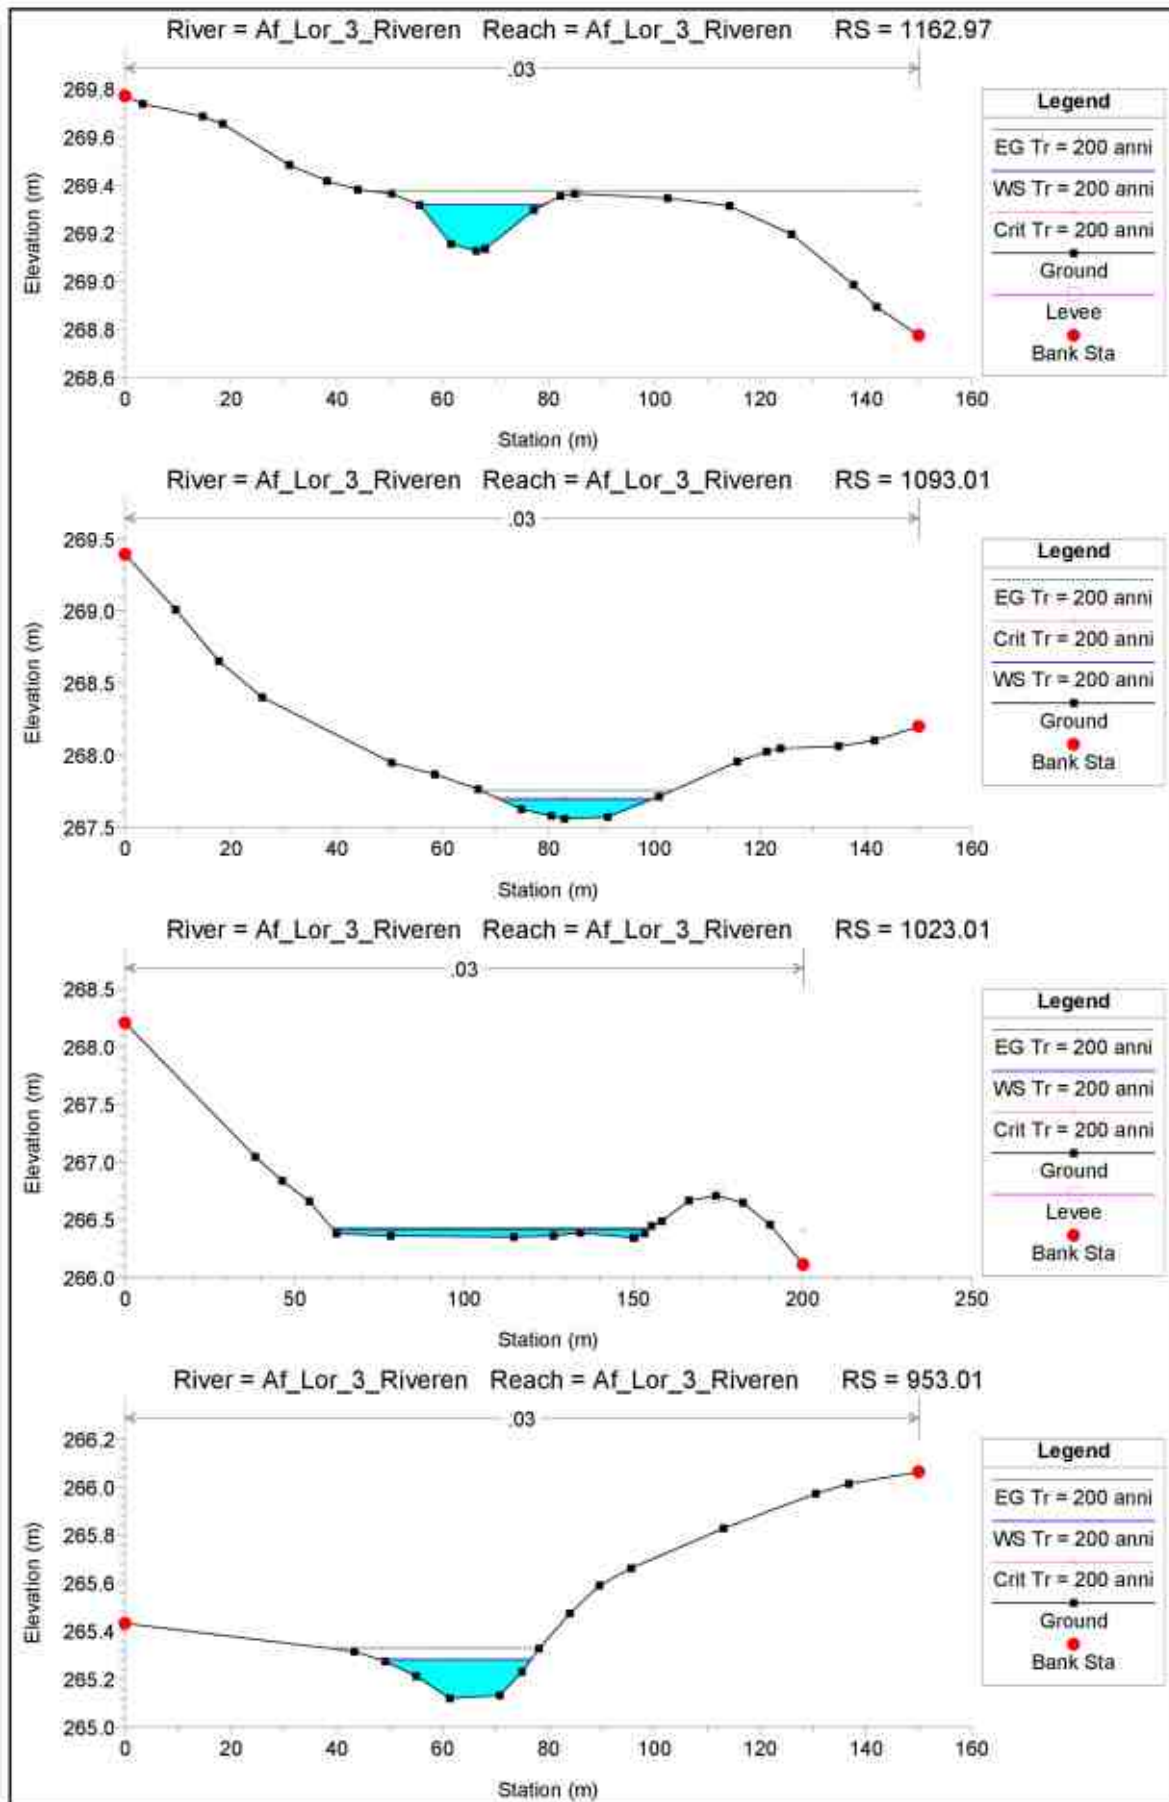 River = Af_Lor_3_Riveren Reach = Af_Lor_3_Riveren RS = 1162.97
.03
269.8
269.6
269.4
269.2
269.0
268.8
268.6
Elevation (m)
0 20 40 60 80 100 120 140 160
Station (m)
Legend
EG Tr = 200 anni
WS Tr = 200 anni
Crit Tr = 200 anni
Ground
Levee
Bank Sta
River = Af_Lor_3_Riveren Reach = Af_Lor_3_Riveren RS = 1093.01
.03
269.5
269.0
268.5
268.0
267.5
Elevation (m)
0 20 40 60 80 100 120 140 160
Station (m)
Legend
EG Tr = 200 anni
Crit Tr = 200 anni
WS Tr = 200 anni
Ground
Bank Sta
River = Af_Lor_3_Riveren Reach = Af_Lor_3_Riveren RS = 1023.01
.03
268.5
268.0
267.5
267.0
266.5
266.0
Elevation (m)
0 50 100 150 200 250
Station (m)
Legend
EG Tr = 200 anni
WS Tr = 200 anni
Crit Tr = 200 anni
Ground
Levee
Bank Sta
River = Af_Lor_3_Riveren Reach = Af_Lor_3_Riveren RS = 953.01
.03
266.2
266.0
265.8
265.6
265.4
265.2
265.0
Elevation (m)
0 20 40 60 80 100 120 140 160
Station (m)
Legend
EG Tr = 200 anni
WS Tr = 200 anni
Crit Tr = 200 anni
Ground
Bank Sta